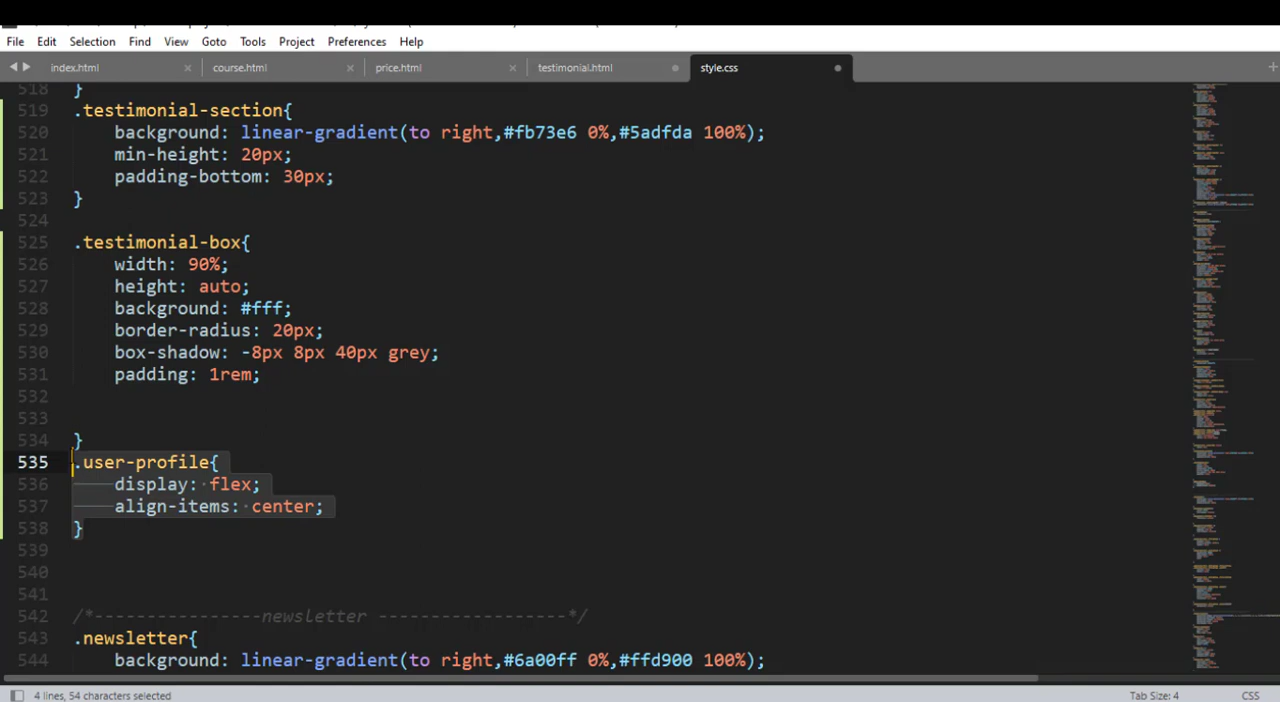 File Edit Selection Find View Goto Tools Project Preferences Help
index.html × course.html × price.html × testimonial.html style.css +
518 }
519 .testimonial-section{
520 background: linear-gradient(to right,#fb73e6 0%,#5adfda 100%);
521 min-height: 20px;
522 padding-bottom: 30px;
523 }
524
525 .testimonial-box{
526 width: 90%;
527 height: auto;
528 background: #fff;
529 border-radius: 20px;
530 box-shadow: -8px 8px 40px grey;
531 padding: 1rem;
532
533
534 }
535 .user-profile{
536 display: flex;
537 align-items: center;
538 }
539
540
541
542 /*----------------newsletter ------------------*/
543 .newsletter{
544 background: linear-gradient(to right,#6a00ff 0%,#ffd900 100%);
4 lines, 54 characters selected Tab Size: 4 CSS